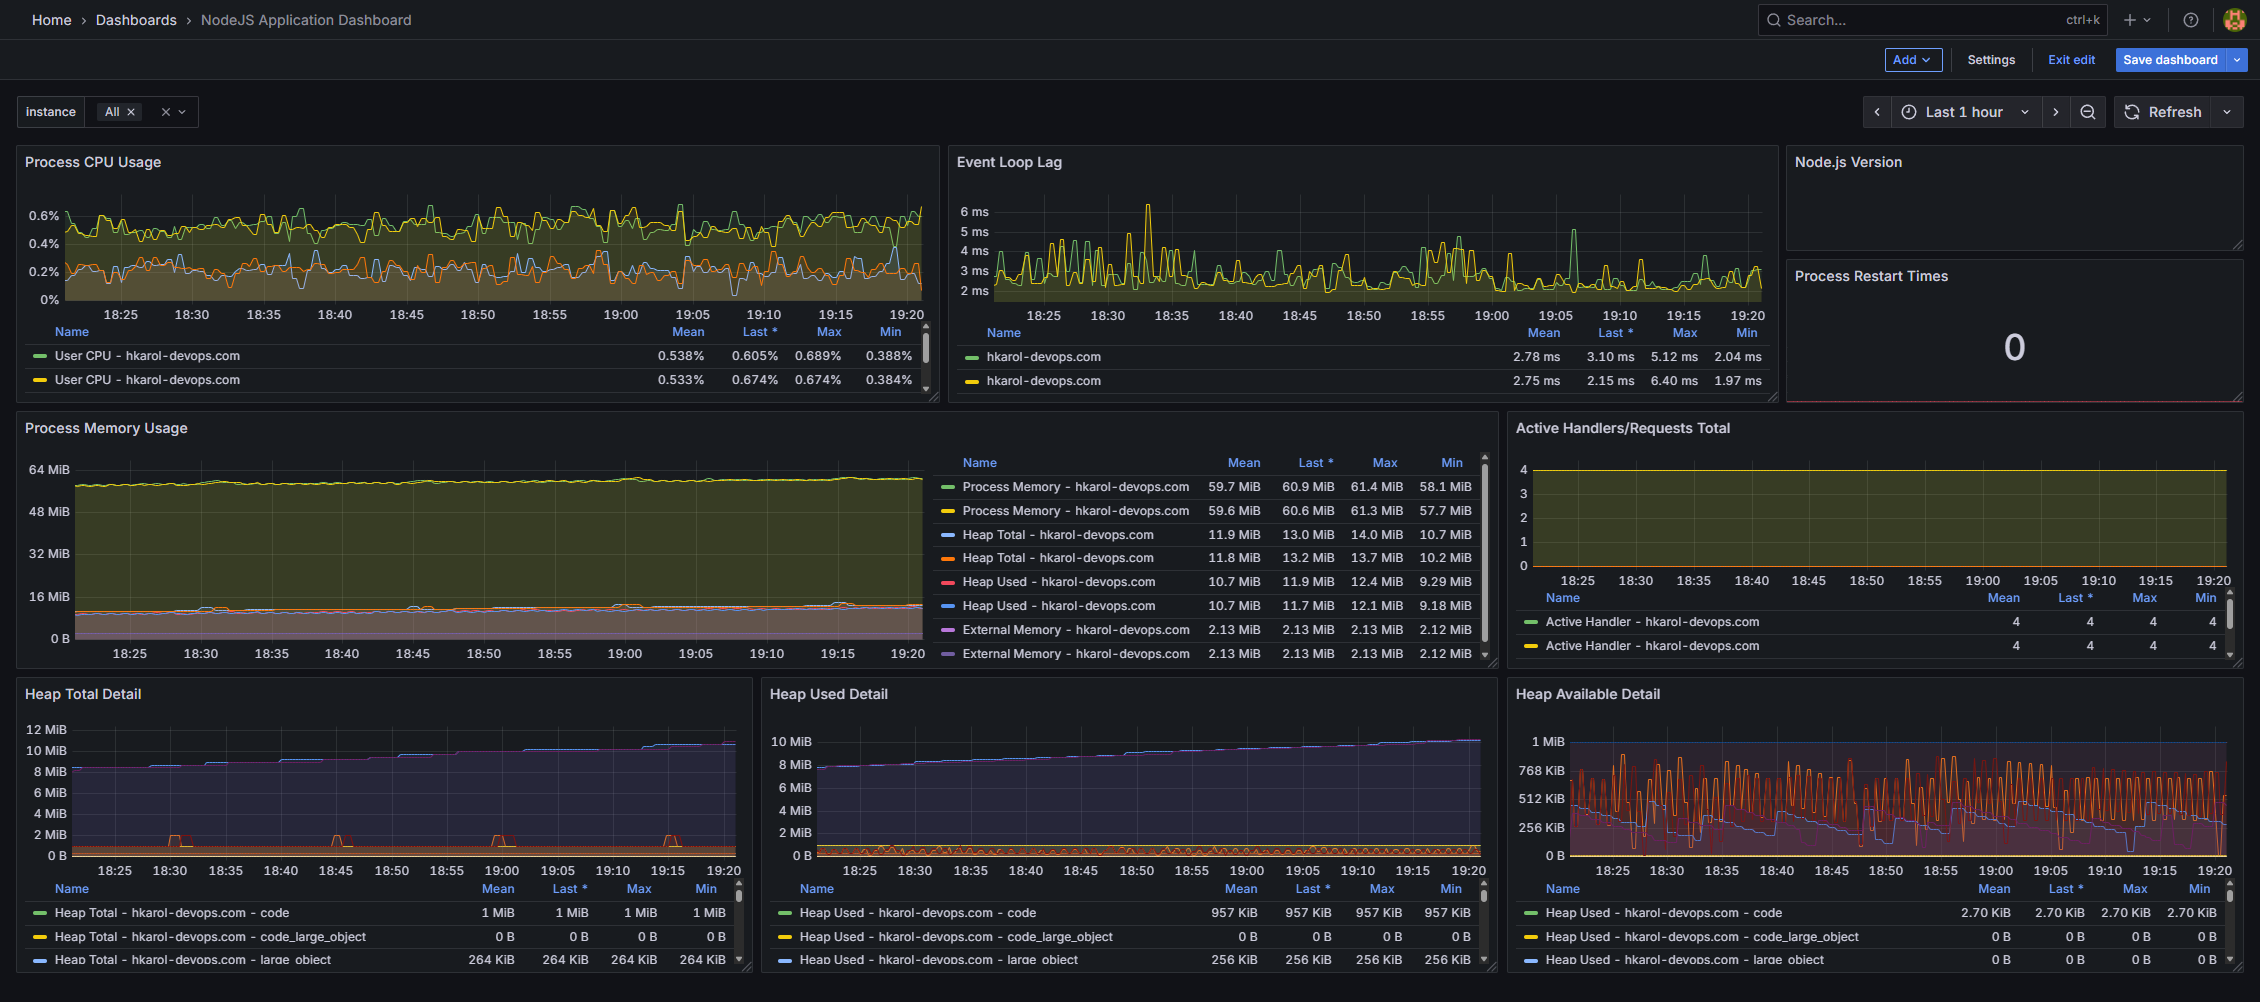 Home › Dashboards › NodeJS Application Dashboard
Search... ctrl+k
Add Settings Exit edit Save dashboard
instance All
Last 1 hour Refresh
Process CPU Usage
0.6%
0.4%
0.2%
0%
18:25 18:30 18:35 18:40 18:45 18:50 18:55 19:00 19:05 19:10 19:15 19:20
Name Mean Last * Max Min
User CPU - hkarol-devops.com 0.538% 0.605% 0.689% 0.388%
User CPU - hkarol-devops.com 0.533% 0.674% 0.674% 0.384%
Event Loop Lag
6 ms
5 ms
4 ms
3 ms
2 ms
18:25 18:30 18:35 18:40 18:45 18:50 18:55 19:00 19:05 19:10 19:15 19:20
Name Mean Last * Max Min
hkarol-devops.com 2.78 ms 3.10 ms 5.12 ms 2.04 ms
hkarol-devops.com 2.75 ms 2.15 ms 6.40 ms 1.97 ms
Node.js Version
Process Restart Times
0
Process Memory Usage
64 MiB
48 MiB
32 MiB
16 MiB
0 B
18:25 18:30 18:35 18:40 18:45 18:50 18:55 19:00 19:05 19:10 19:15 19:20
Name Mean Last * Max Min
Process Memory - hkarol-devops.com 59.7 MiB 60.9 MiB 61.4 MiB 58.1 MiB
Process Memory - hkarol-devops.com 59.6 MiB 60.6 MiB 61.3 MiB 57.7 MiB
Heap Total - hkarol-devops.com 11.9 MiB 13.0 MiB 14.0 MiB 10.7 MiB
Heap Total - hkarol-devops.com 11.8 MiB 13.2 MiB 13.7 MiB 10.2 MiB
Heap Used - hkarol-devops.com 10.7 MiB 11.9 MiB 12.4 MiB 9.29 MiB
Heap Used - hkarol-devops.com 10.7 MiB 11.7 MiB 12.1 MiB 9.18 MiB
External Memory - hkarol-devops.com 2.13 MiB 2.13 MiB 2.13 MiB 2.12 MiB
External Memory - hkarol-devops.com 2.13 MiB 2.13 MiB 2.13 MiB 2.12 MiB
Active Handlers/Requests Total
4
3
2
1
0
18:25 18:30 18:35 18:40 18:45 18:50 18:55 19:00 19:05 19:10 19:15 19:20
Name Mean Last * Max Min
Active Handler - hkarol-devops.com 4 4 4 4
Active Handler - hkarol-devops.com 4 4 4 4
Heap Total Detail
12 MiB
10 MiB
8 MiB
6 MiB
4 MiB
2 MiB
0 B
18:25 18:30 18:35 18:40 18:45 18:50 18:55 19:00 19:05 19:10 19:15 19:20
Name Mean Last * Max Min
Heap Total - hkarol-devops.com - code 1 MiB 1 MiB 1 MiB 1 MiB
Heap Total - hkarol-devops.com - code_large_object 0 B 0 B 0 B 0 B
Heap Total - hkarol-devops.com - large_object 264 KiB 264 KiB 264 KiB 264 KiB
Heap Used Detail
10 MiB
8 MiB
6 MiB
4 MiB
2 MiB
0 B
18:25 18:30 18:35 18:40 18:45 18:50 18:55 19:00 19:05 19:10 19:15 19:20
Name Mean Last * Max Min
Heap Used - hkarol-devops.com - code 957 KiB 957 KiB 957 KiB 957 KiB
Heap Used - hkarol-devops.com - code_large_object 0 B 0 B 0 B 0 B
Heap Used - hkarol-devops.com - large_object 256 KiB 256 KiB 256 KiB 256 KiB
Heap Available Detail
1 MiB
768 KiB
512 KiB
256 KiB
0 B
18:25 18:30 18:35 18:40 18:45 18:50 18:55 19:00 19:05 19:10 19:15 19:20
Name Mean Last * Max Min
Heap Used - hkarol-devops.com - code 2.70 KiB 2.70 KiB 2.70 KiB 2.70 KiB
Heap Used - hkarol-devops.com - code_large_object 0 B 0 B 0 B 0 B
Heap Used - hkarol-devops.com - large_object 0 B 0 B 0 B 0 B